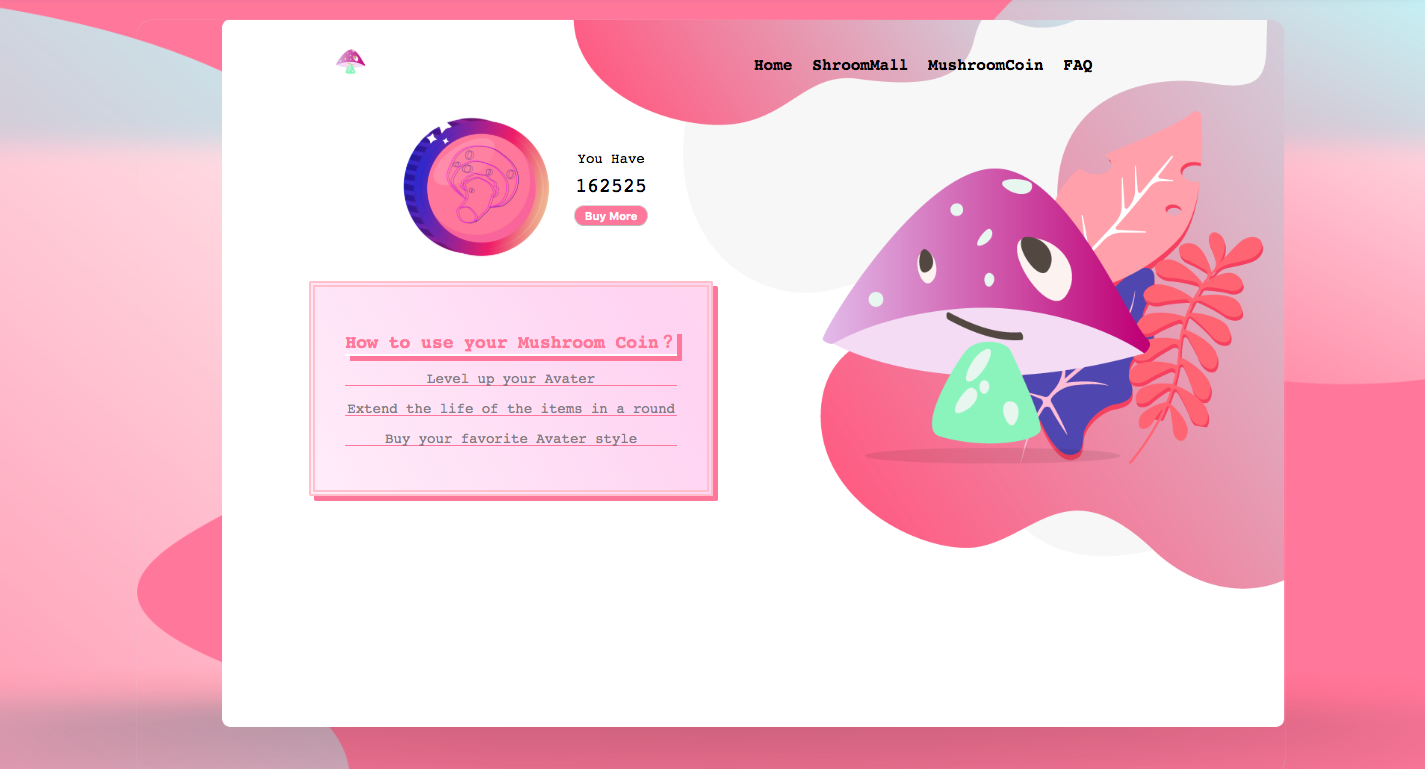 Home ShroomMall MushroomCoin FAQ
You Have
162525
Buy More
How to use your Mushroom Coin?
Level up your Avater
Extend the life of the items in a round
Buy your favorite Avater style